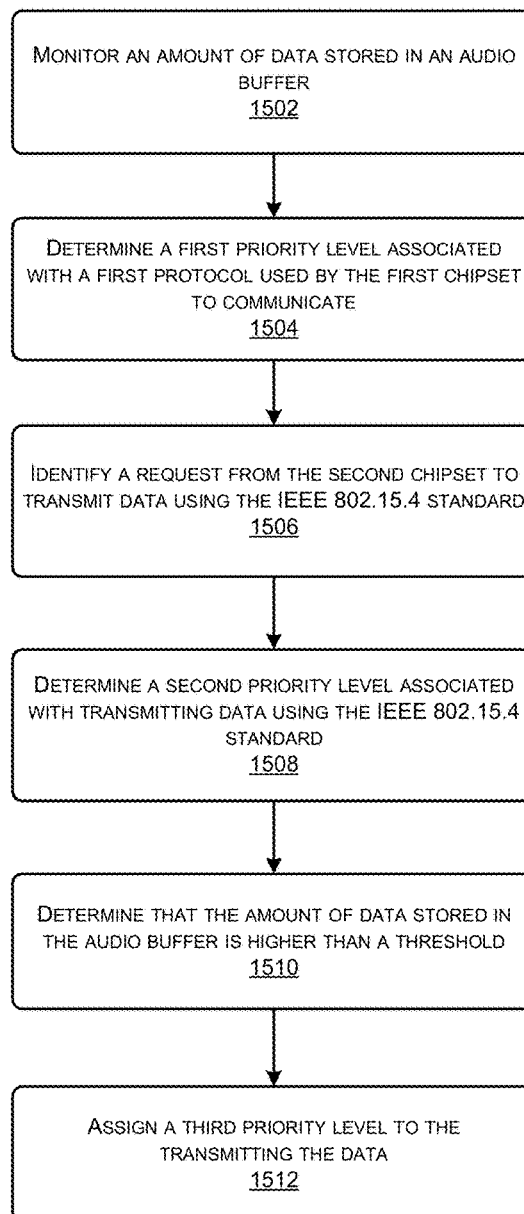 MONITOR AN AMOUNT OF DATA STORED IN AN AUDIO
BUFFER
1502
DETERMINE A FIRST PRIORITY LEVEL ASSOCIATED
WITH A FIRST PROTOCOL USED BY THE FIRST CHIPSET
TO COMMUNICATE
1504
IDENTIFY A REQUEST FROM THE SECOND CHIPSET TO
TRANSMIT DATA USING THE IEEE 802.15.4 STANDARD
1506
DETERMINE A SECOND PRIORITY LEVEL ASSOCIATED
WITH TRANSMITTING DATA USING THE IEEE 802.15.4
STANDARD
1508
DETERMINE THAT THE AMOUNT OF DATA STORED IN
THE AUDIO BUFFER IS HIGHER THAN A THRESHOLD
1510
ASSIGN A THIRD PRIORITY LEVEL TO THE
TRANSMITTING THE DATA
1512